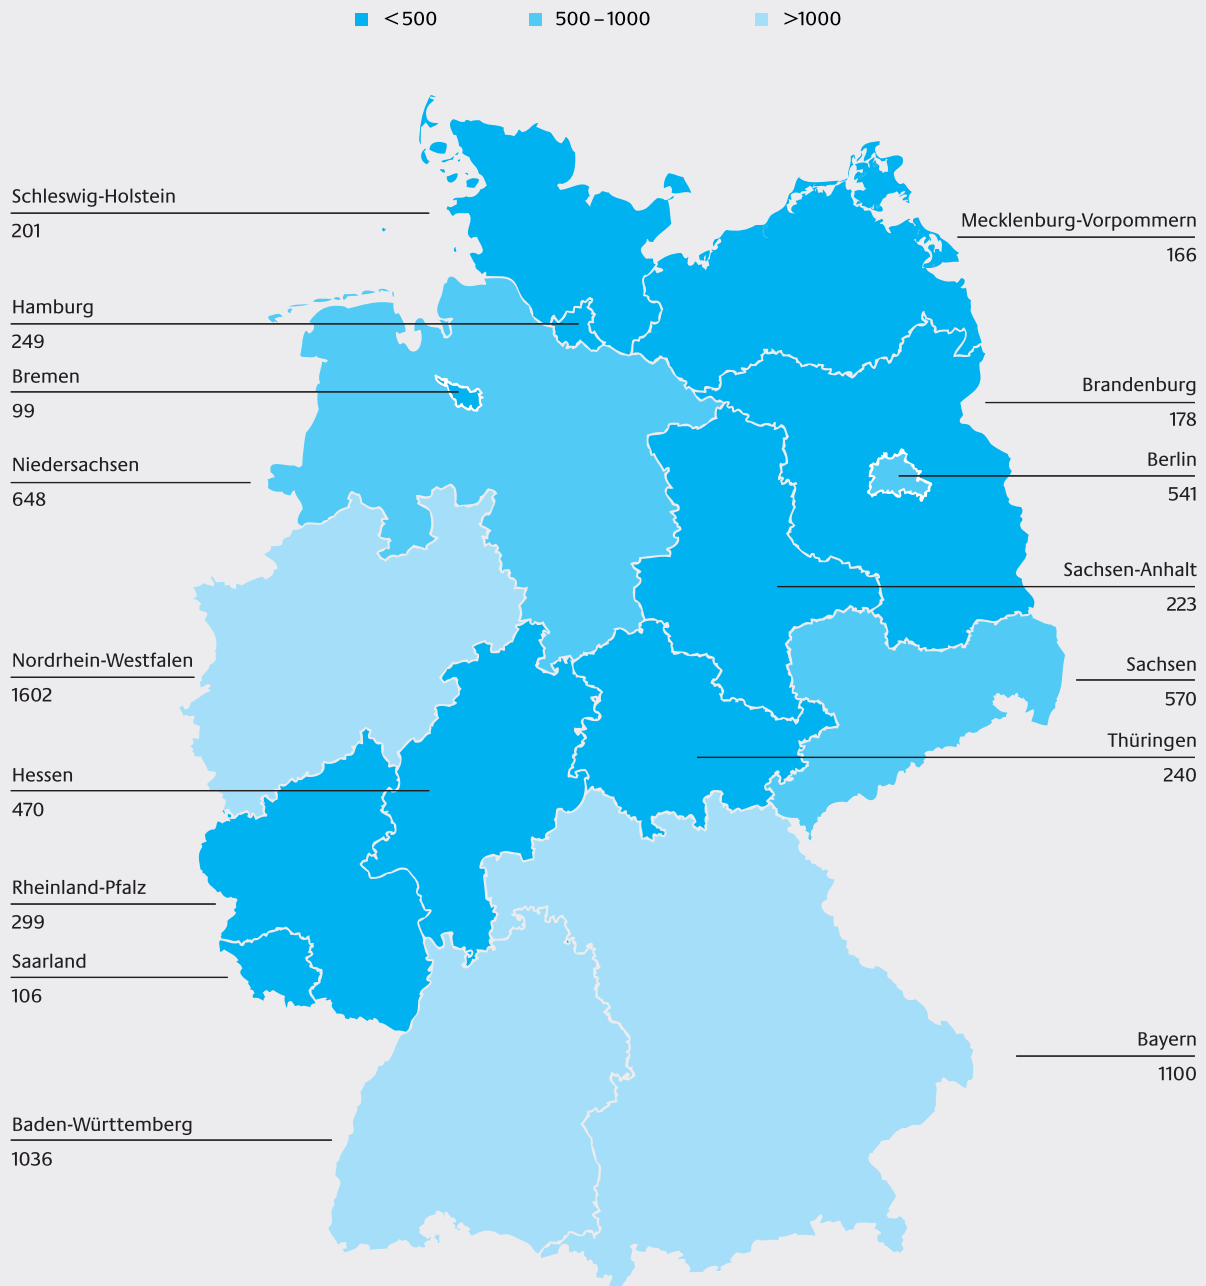 <500 500–1000 >1000
Schleswig-Holstein
201
Mecklenburg-Vorpommern
166
Hamburg
249
Bremen
99
Brandenburg
178
Niedersachsen
648
Berlin
541
Sachsen-Anhalt
223
Nordrhein-Westfalen
1602
Sachsen
570
Thüringen
240
Hessen
470
Rheinland-Pfalz
299
Saarland
106
Bayern
1100
Baden-Württemberg
1036